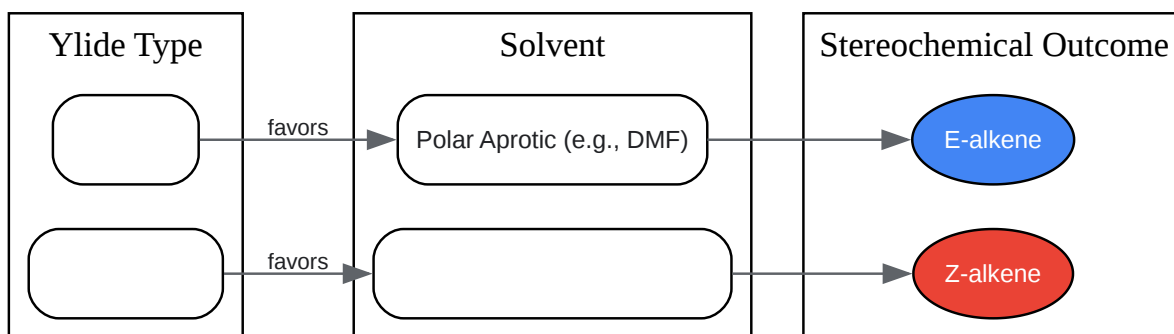 Ylide Type
Solvent
Stereochemical Outcome
favors
Polar Aprotic (e.g., DMF)
E-alkene
favors
Z-alkene